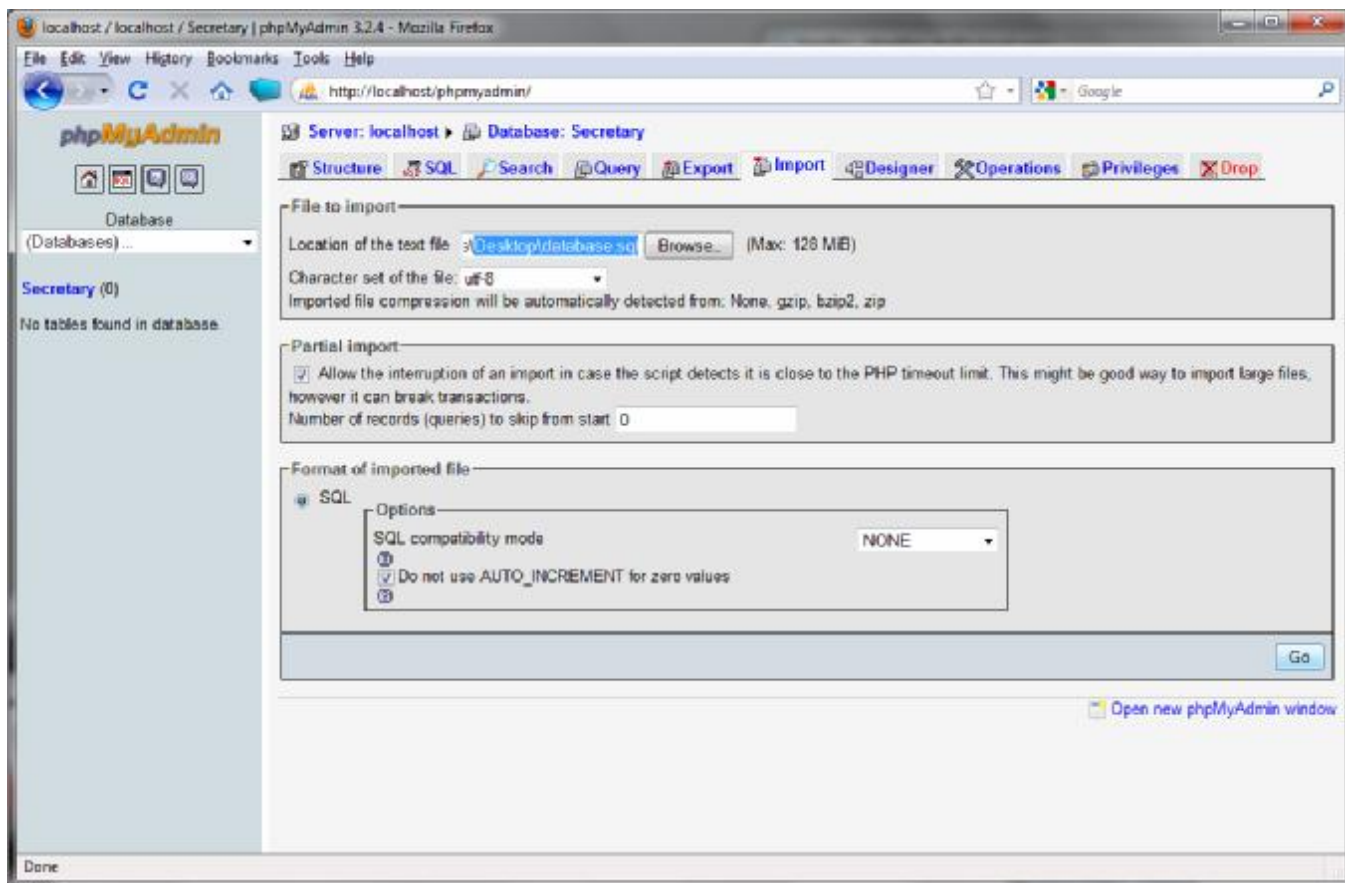 localhost / localhost / Secretary | phpMyAdmin 3.2.4 - Mozilla Firefox
File Edit View History Bookmarks Tools Help
http://localhost/phpmyadmin/
Google
phpMyAdmin
Server: localhost Database: Secretary
Structure SQL Search Query Export Import Designer Operations Privileges Drop
Database
(Databases) ...
Secretary (0)
No tables found in database.
File to import
Location of the text file s\Desktop\database.sql Browse... (Max: 128 MiB)
Character set of the file: utf-8
Imported file compression will be automatically detected from: None, gzip, bzip2, zip
Partial import
Allow the interruption of an import in case the script detects it is close to the PHP timeout limit. This might be good way to import large files,
however it can break transactions.
Number of records (queries) to skip from start 0
Format of imported file
SQL
Options
SQL compatibility mode NONE
Do not use AUTO_INCREMENT for zero values
Go
Open new phpMyAdmin window
Done